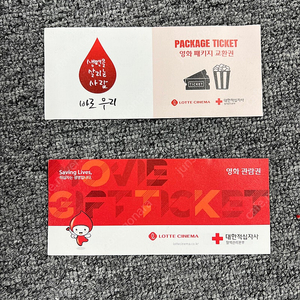 생명을
살리는
사람
바로 우리
PACKAGE TICKET
영화 패키지 교환권
TICKET
LOTTE CINEMA
대한적십자사
Saving Lives.
영화 관람권
MOVIE
GIFT TICKET
LOTTE CINEMA
대한적십자사